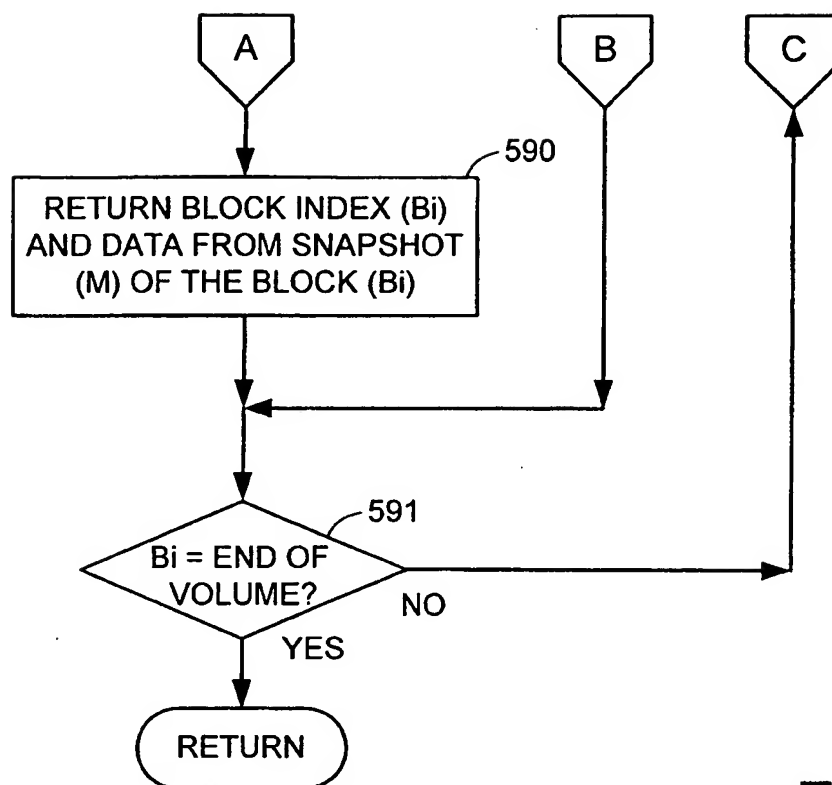 A
B
C
590
RETURN BLOCK INDEX (Bi)
AND DATA FROM SNAPSHOT
(M) OF THE BLOCK (Bi)
591
Bi = END OF
VOLUME?
NO
YES
RETURN